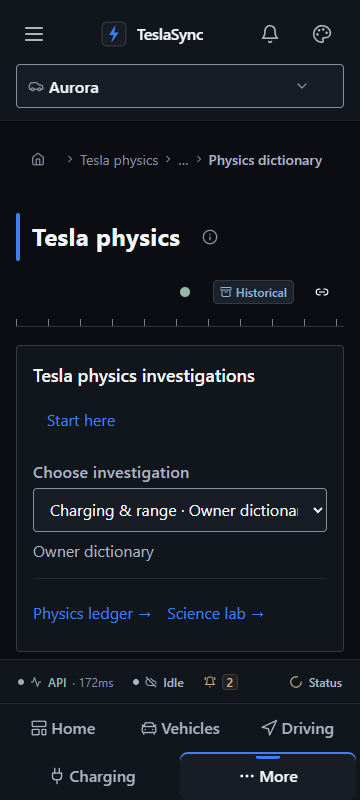 TeslaSync
Aurora
Tesla physics ... Physics dictionary
Tesla physics
Historical
Tesla physics investigations
Start here
Choose investigation
Charging & range · Owner dictionar
Owner dictionary
Physics ledger → Science lab →
API · 172ms Idle 2 Status
Home Vehicles Driving
Charging More